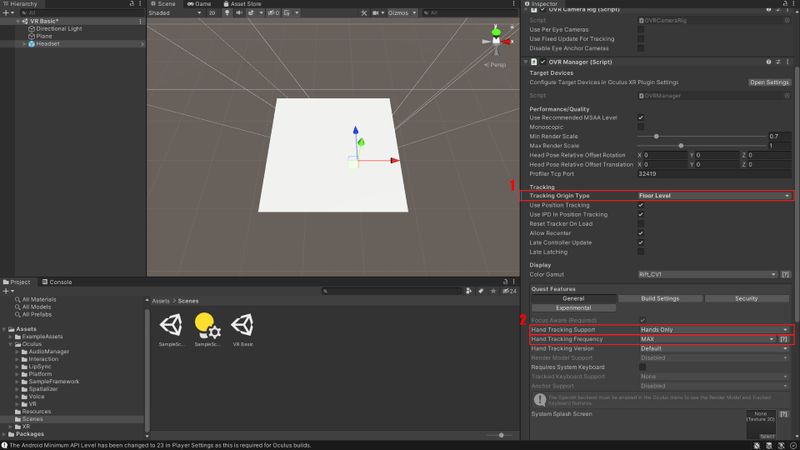 Hierarchy
All
VR Basic*
Directional Light
Plane
Headset
Scene
Game
Asset Store
Shaded
2D
Gizmos
All
Persp
Project
Console
24
All Materials
All Models
All Prefabs
Assets
ExampleAssets
Oculus
AudioManager
Interaction
LipSync
Platform
SampleFramework
Spatializer
Voice
VR
Resources
Scenes
XR
Packages
Assets > Scenes
SampleSc...
SampleSc...
VR Basic
The Android Minimum API Level has been changed to 23 in Player Settings as this is required for Oculus builds.
Inspector
OVR Camera Rig (Script)
Script OVRCameraRig
Use Per Eye Cameras
Use Fixed Update For Tracking
Disable Eye Anchor Cameras
OVR Manager (Script)
Target Devices
Configure Target Devices in Oculus XR Plugin Settings Open Settings
Script OVRManager
Performance/Quality
Use Recommended MSAA Level
Monoscopic
Min Render Scale 0.7
Max Render Scale 1
Head Pose Relative Offset Rotation X 0 Y 0 Z 0
Head Pose Relative Offset Translation X 0 Y 0 Z 0
Profiler Tcp Port 32419
Tracking
1
Tracking Origin Type Floor Level
Use Position Tracking
Use IPD In Position Tracking
Reset Tracker On Load
Allow Recenter
Late Controller Update
Late Latching
Display
Color Gamut Rift_CV1 [?]
Quest Features
General Build Settings Security
Experimental
Focus Aware (Required)
2
Hand Tracking Support Hands Only
Hand Tracking Frequency MAX [?]
Hand Tracking Version Default
Render Model Support Disabled
Requires System Keyboard
Tracked Keyboard Support None
Anchor Support Disabled
The OpenXR backend must be enabled in the Oculus menu to use the Render Model and Tracked
Keyboard features.
System Splash Screen None [?]
(Texture 2D)
Select